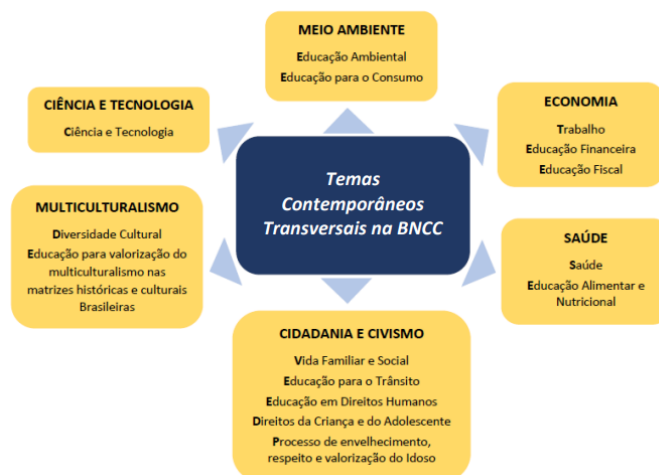 MEIO AMBIENTE
Educação Ambiental
Educação para o Consumo
CIÊNCIA E TECNOLOGIA
Ciência e Tecnologia
ECONOMIA
Trabalho
Educação Financeira
Educação Fiscal
Temas
Contemporâneos
Transversais na BNCC
MULTICULTURALISMO
Diversidade Cultural
Educação para valorização do
multiculturalismo nas
matrizes históricas e culturais
Brasileiras
SAÚDE
Saúde
Educação Alimentar e
Nutricional
CIDADANIA E CIVISMO
Vida Familiar e Social
Educação para o Trânsito
Educação em Direitos Humanos
Direitos da Criança e do Adolescente
Processo de envelhecimento,
respeito e valorização do Idoso